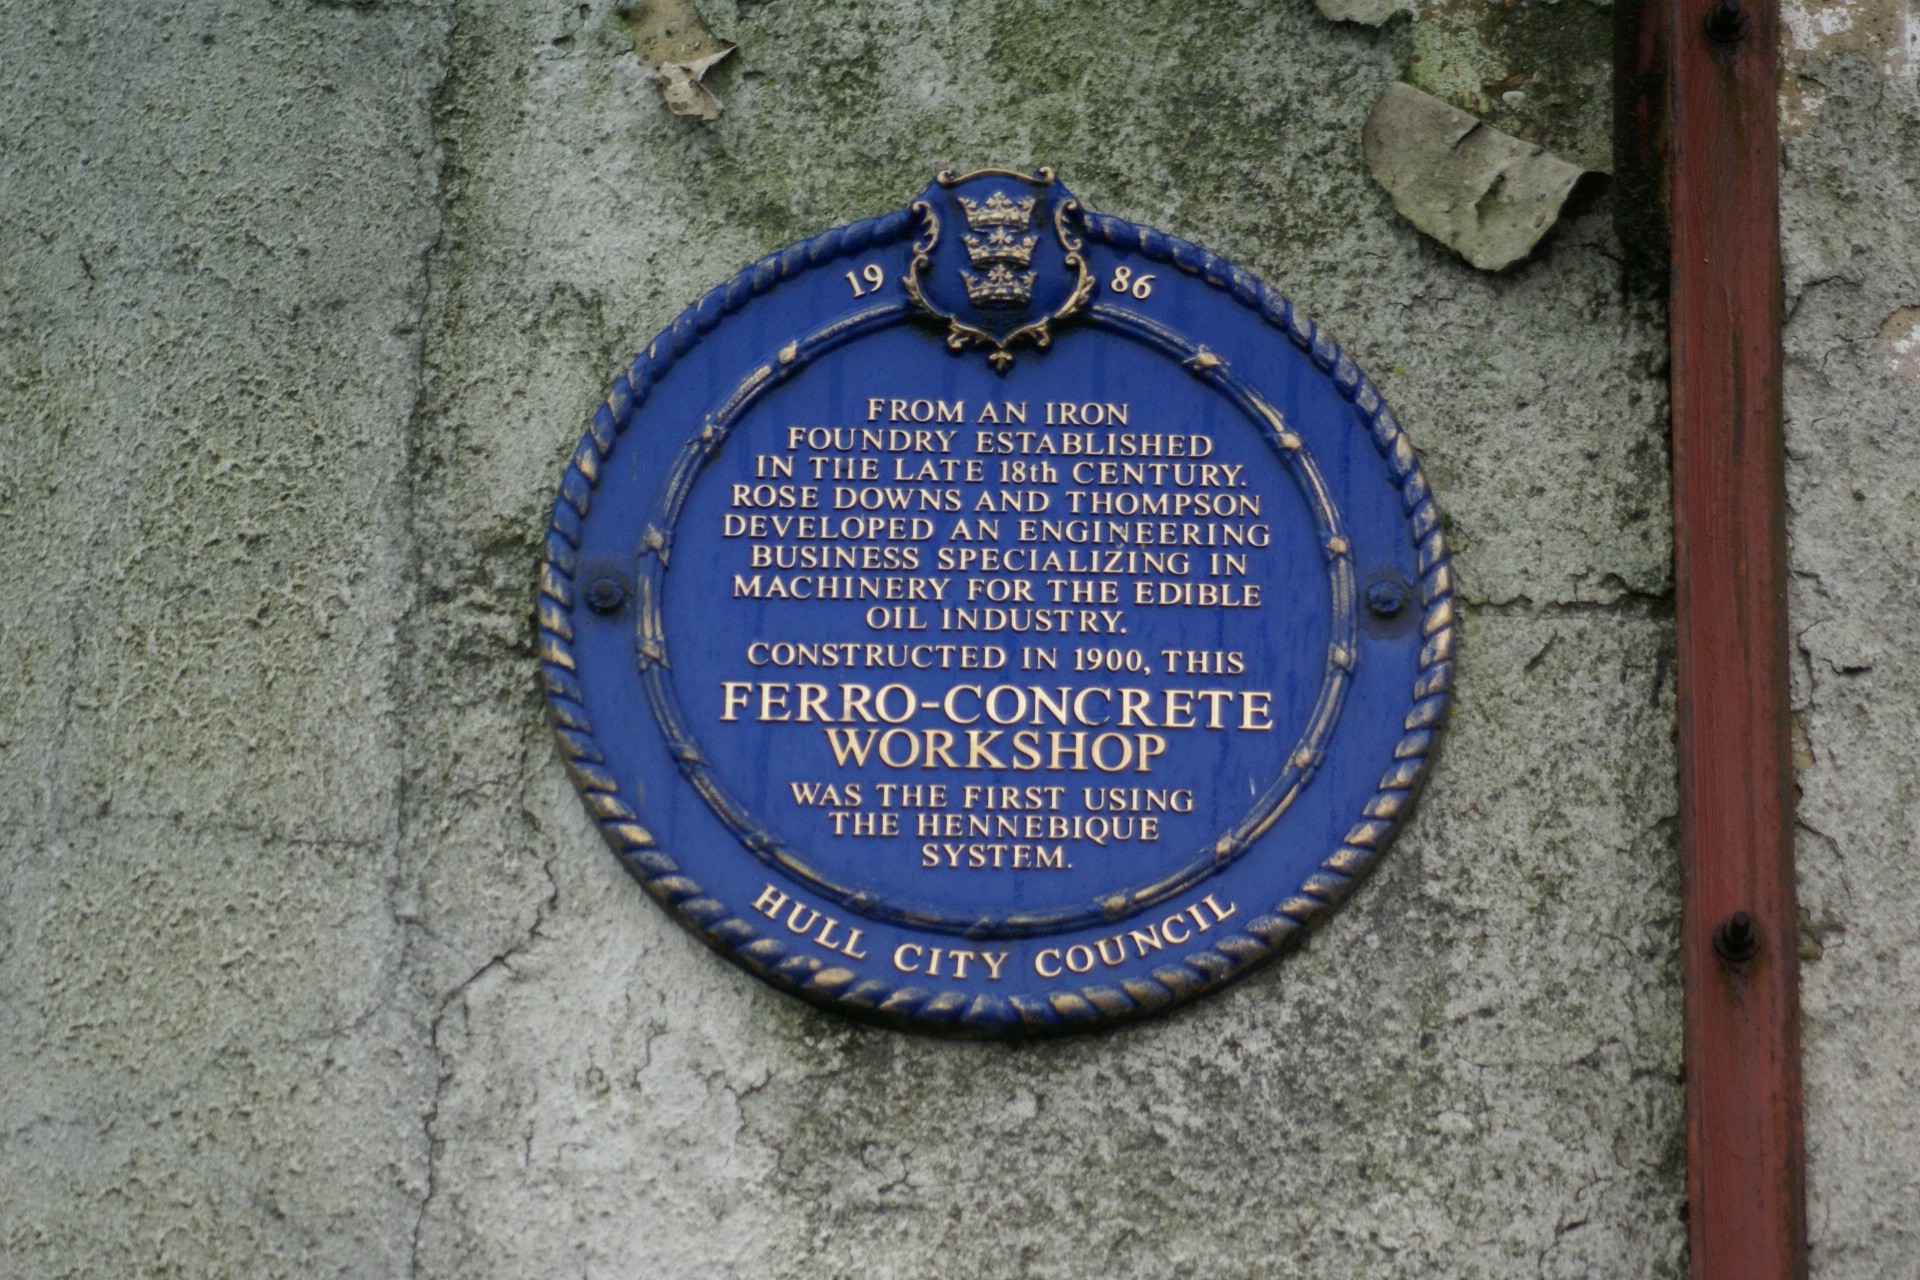 19 86
FROM AN IRON
FOUNDRY ESTABLISHED
IN THE LATE 18th CENTURY.
ROSE DOWNS AND THOMPSON
DEVELOPED AN ENGINEERING
BUSINESS SPECIALIZING IN
MACHINERY FOR THE EDIBLE
OIL INDUSTRY.
CONSTRUCTED IN 1900, THIS
FERRO-CONCRETE
WORKSHOP
WAS THE FIRST USING
THE HENNEBIQUE
SYSTEM.
HULL CITY COUNCIL